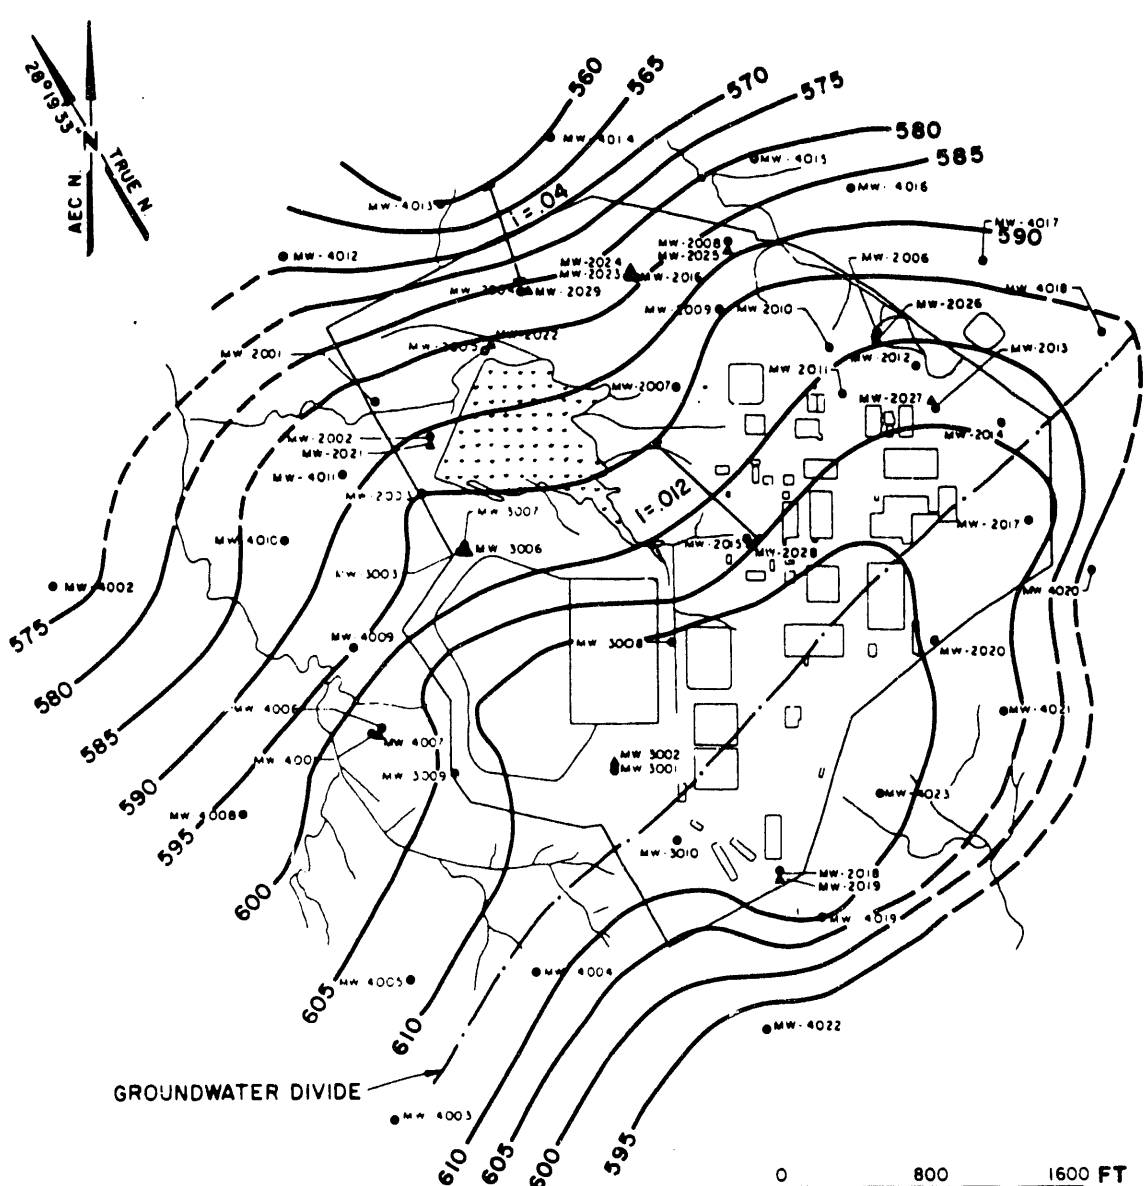 560
565
570
575
28°19'33"
N
TRUE N.
AEC N.
580
585
590
MW-4014
MW-4015
MW-4016
MW-4013
i=.04
MW-4017
MW-4012
MW-2008
MW-2025
MW-2024
MW-2023
MW-2016
MW-2006
MW-2029
MW-4018
MW-2009
MW-2010
MW-2026
MW-2022
MW-2001
MW-2012
MW-2013
MW-2011
MW-2007
MW-2027
MW-2002
MW-2021
MW-2014
MW-4011
MW-3007
i=.012
MW-2017
MW-4010
MW-3006
MW-2015
MW-2028
MW-3003
MW-4002
MW 4020
575
MW-4009
MW 3008
MW-2020
580
MW-4006
MW-4021
585
MW-4007
MW 3002
MW-3001
MW 3009
590
MW-4023
MW 4008
595
MW-3010
MW-2018
MW-2019
600
MW 4019
MW 4004
MW 4005
605
610
MW-4022
GROUNDWATER DIVIDE
MW 4003
610
605
600
595
0 800 1600 FT